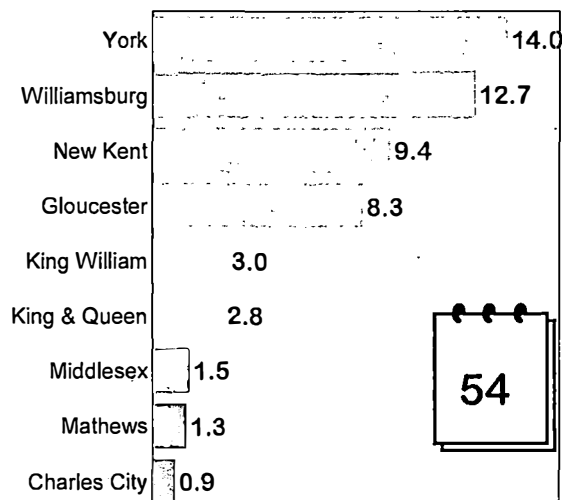 York 14.0
Williamsburg 12.7
New Kent 9.4
Gloucester 8.3
King William 3.0
King & Queen 2.8
Middlesex 1.5
Mathews 1.3
Charles City 0.9
54